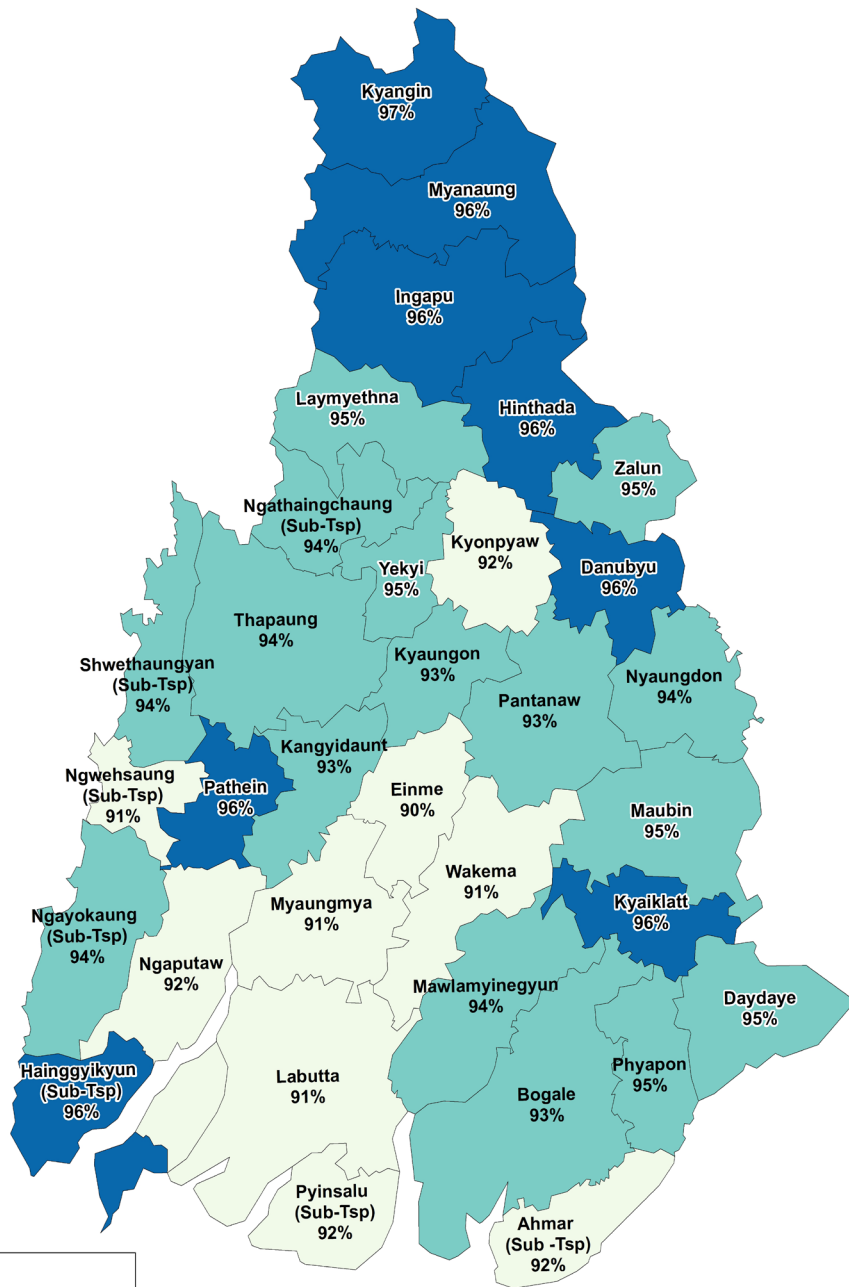 Kyangin
97%
Myanaung
96%
Ingapu
96%
Laymyethna
95%
Hinthada
96%
Zalun
95%
Ngathaingchaung
(Sub-Tsp)
94%
Kyonpyaw
92%
Yekyi
95%
Danubyu
96%
Thapaung
94%
Shwethaungyan
(Sub-Tsp)
94%
Kyaungon
93%
Nyaungdon
94%
Pantanaw
93%
Kangyidaunt
93%
Ngwehsaung
(Sub-Tsp)
91%
Pathein
96%
Einme
90%
Maubin
95%
Wakema
91%
Myaungmya
91%
Kyaiklatt
96%
Ngayokaung
(Sub-Tsp)
94%
Ngaputaw
92%
Mawlamyinegyun
94%
Daydaye
95%
Hainggyikyun
(Sub-Tsp)
96%
Labutta
91%
Phyapon
95%
Bogale
93%
Pyinsalu
(Sub-Tsp)
92%
Ahmar
(Sub -Tsp)
92%